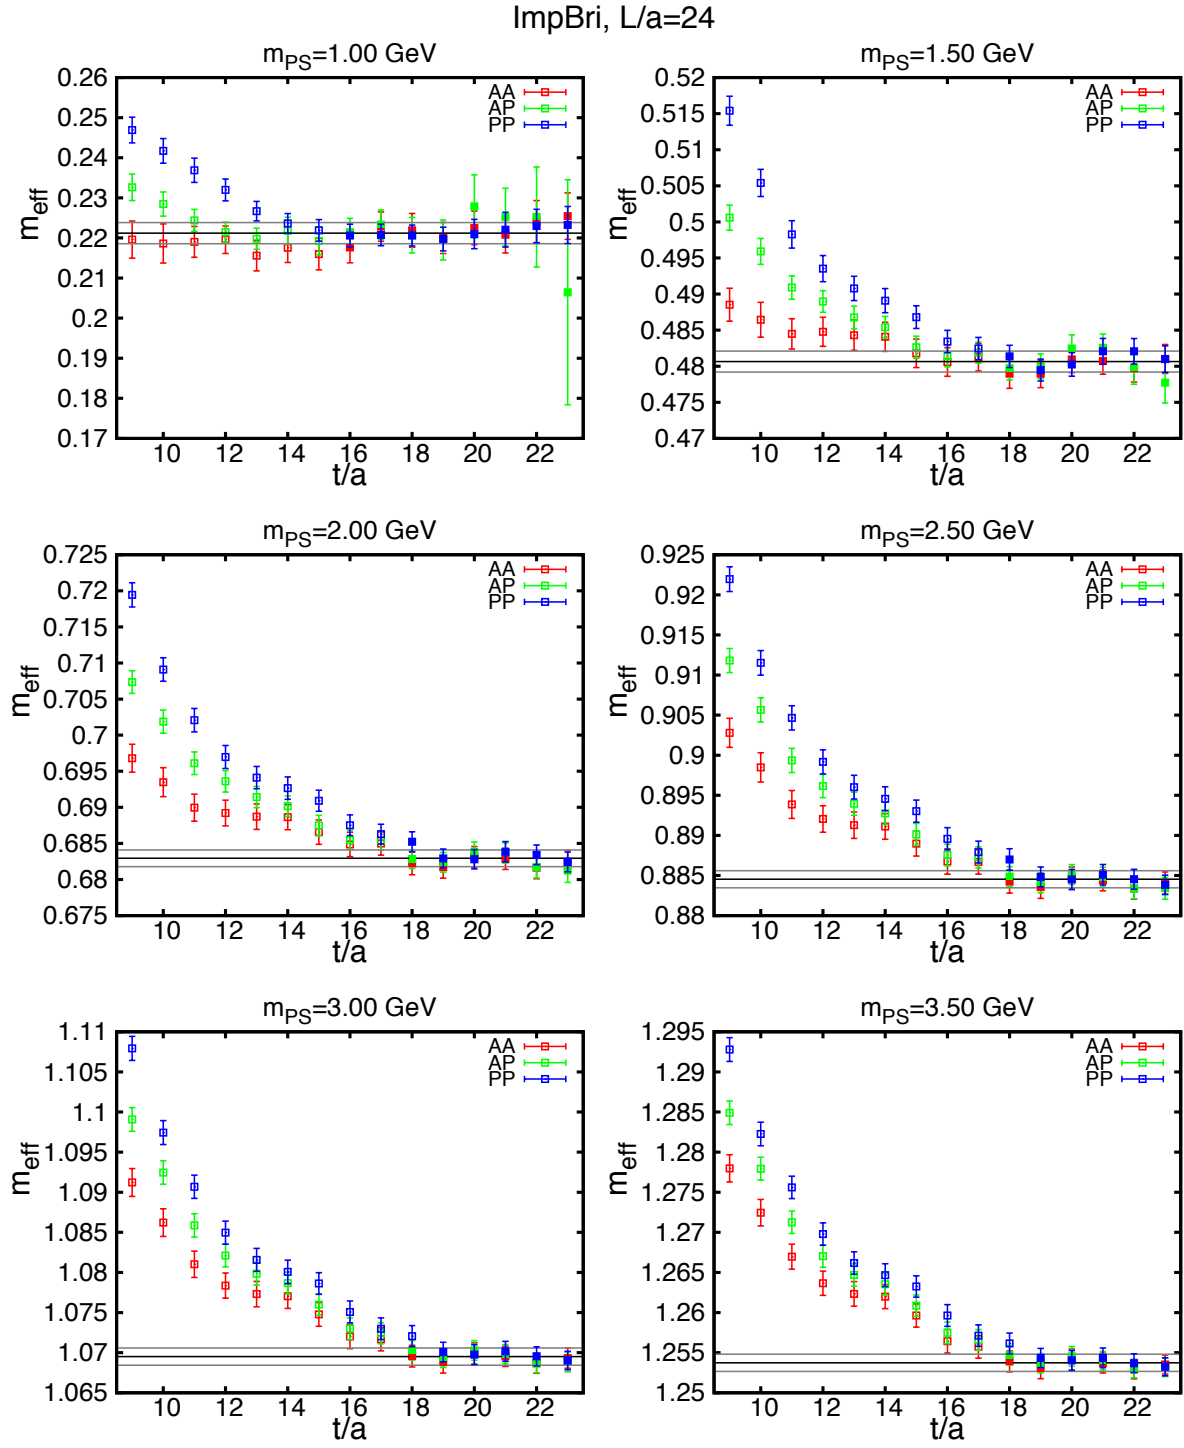 ImpBri, L/a=24
m_PS=1.00 GeV
m_eff
0.26
0.25
0.24
0.23
0.22
0.21
0.2
0.19
0.18
0.17
AA
AP
PP
10 12 14 16 18 20 22
t/a
m_PS=1.50 GeV
m_eff
0.52
0.515
0.51
0.505
0.5
0.495
0.49
0.485
0.48
0.475
0.47
AA
AP
PP
10 12 14 16 18 20 22
t/a
m_PS=2.00 GeV
m_eff
0.725
0.72
0.715
0.71
0.705
0.7
0.695
0.69
0.685
0.68
0.675
AA
AP
PP
10 12 14 16 18 20 22
t/a
m_PS=2.50 GeV
m_eff
0.925
0.92
0.915
0.91
0.905
0.9
0.895
0.89
0.885
0.88
AA
AP
PP
10 12 14 16 18 20 22
t/a
m_PS=3.00 GeV
m_eff
1.11
1.105
1.1
1.095
1.09
1.085
1.08
1.075
1.07
1.065
AA
AP
PP
10 12 14 16 18 20 22
t/a
m_PS=3.50 GeV
m_eff
1.295
1.29
1.285
1.28
1.275
1.27
1.265
1.26
1.255
1.25
AA
AP
PP
10 12 14 16 18 20 22
t/a